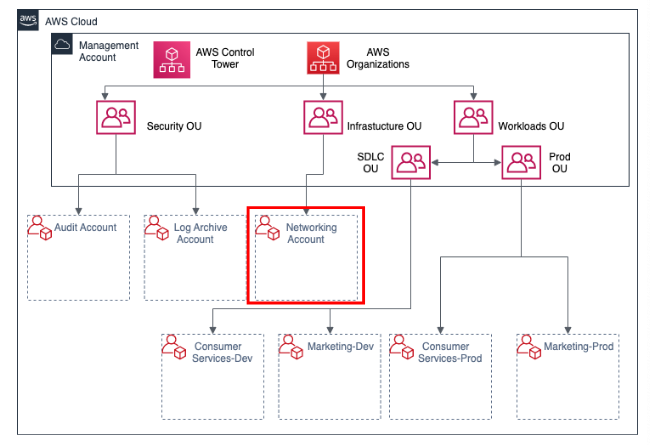 aws
AWS Cloud
Management
Account
AWS Control
Tower
AWS
Organizations
Security OU
Infrastucture OU
Workloads OU
SDLC
OU
Prod
OU
Audit Account
Log Archive
Account
Networking
Account
Consumer
Services-Dev
Marketing-Dev
Consumer
Services-Prod
Marketing-Prod